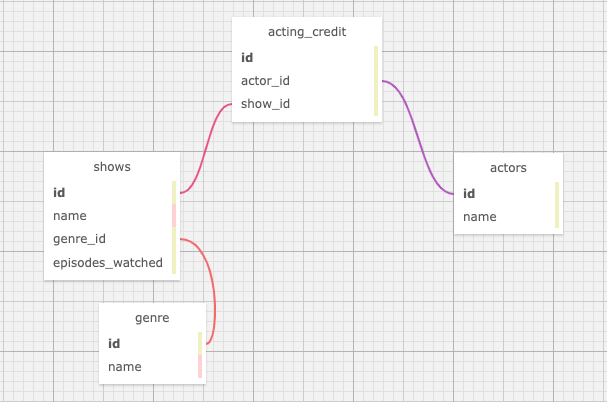 acting_credit
id
actor_id
show_id
shows
id
name
genre_id
episodes_watched
actors
id
name
genre
id
name